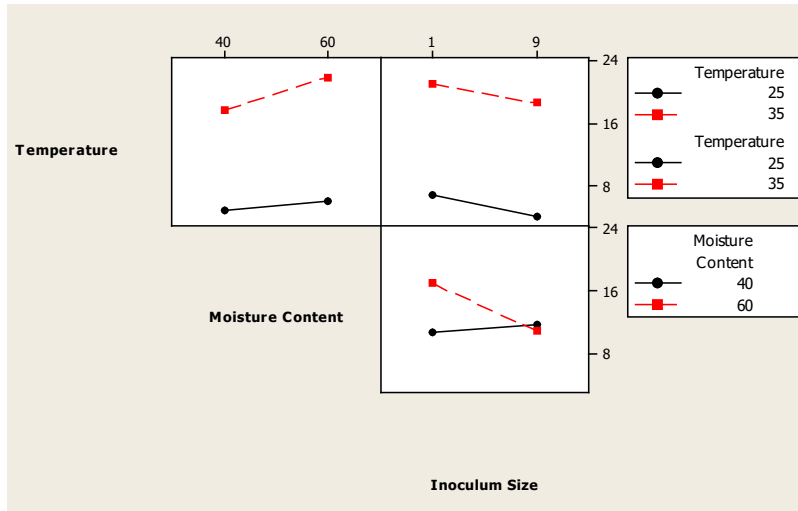 40 60 1 9
24
16
8
Temperature
Temperature
25
35
Temperature
25
35
24
16
8
Moisture Content
Moisture
Content
40
60
Inoculum Size